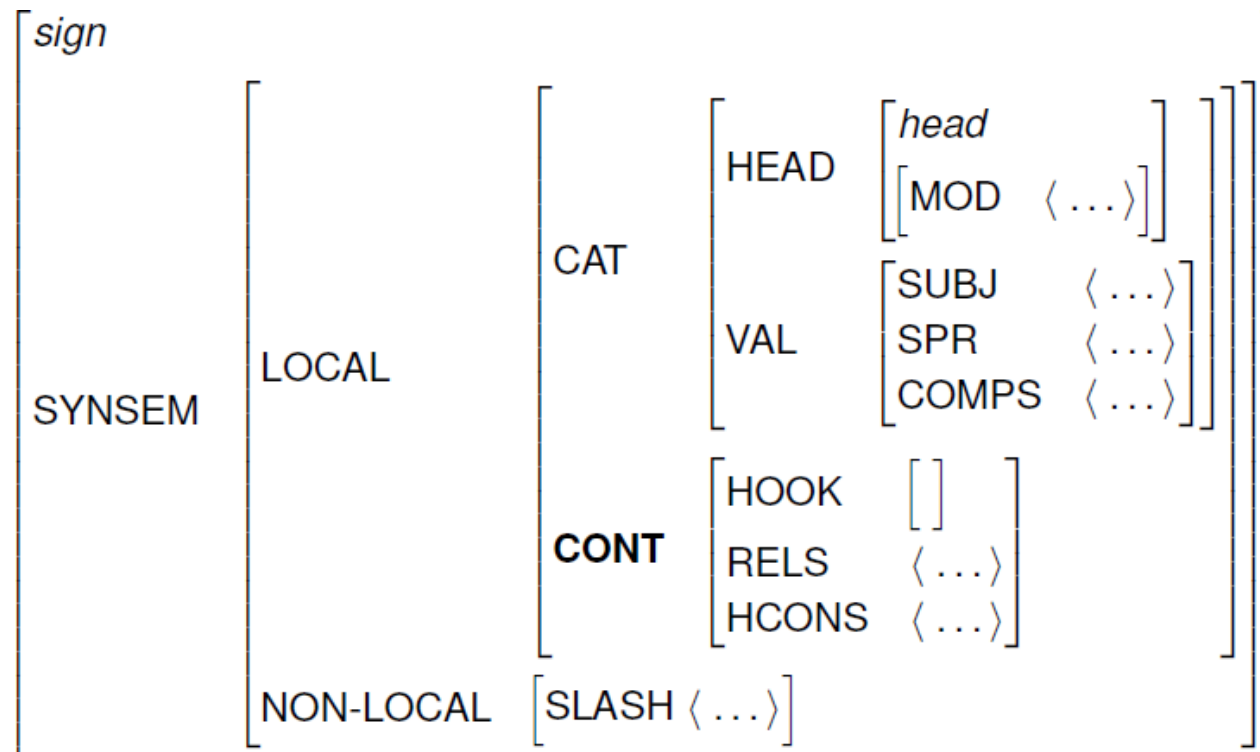 sign
HEAD [head
[MOD ⟨ … ⟩]]
CAT
VAL [SUBJ ⟨ … ⟩
SPR ⟨ … ⟩
COMPS ⟨ … ⟩]
LOCAL
SYNSEM
CONT [HOOK [ ]
RELS ⟨ … ⟩
HCONS ⟨ … ⟩]
NON-LOCAL [SLASH ⟨ … ⟩]